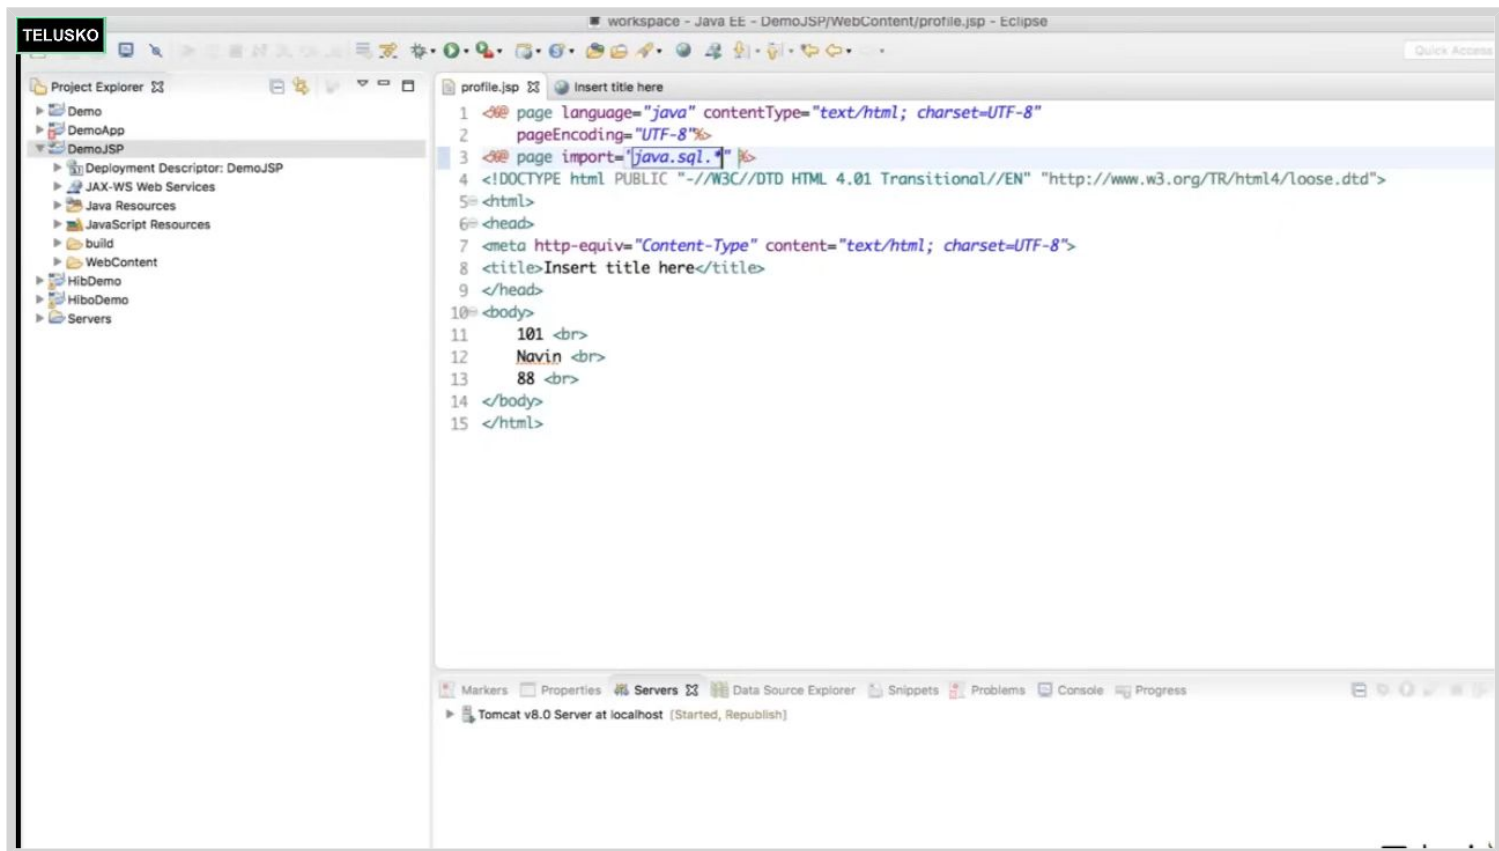 workspace - Java EE - DemoJSP/WebContent/profile.jsp - Eclipse
TELUSKO
Quick Access
Project Explorer
Demo
DemoApp
DemoJSP
Deployment Descriptor: DemoJSP
JAX-WS Web Services
Java Resources
JavaScript Resources
build
WebContent
HibDemo
HiboDemo
Servers
profile.jsp Insert title here
1 <%@ page language="java" contentType="text/html; charset=UTF-8"
2 pageEncoding="UTF-8"%>
3 <%@ page import="java.sql.*" %>
4 <!DOCTYPE html PUBLIC "-//W3C//DTD HTML 4.01 Transitional//EN" "http://www.w3.org/TR/html4/loose.dtd">
5 <html>
6 <head>
7 <meta http-equiv="Content-Type" content="text/html; charset=UTF-8">
8 <title>Insert title here</title>
9 </head>
10 <body>
11 101 <br>
12 Navin <br>
13 88 <br>
14 </body>
15 </html>
Markers Properties Servers Data Source Explorer Snippets Problems Console Progress
Tomcat v8.0 Server at localhost [Started, Republish]